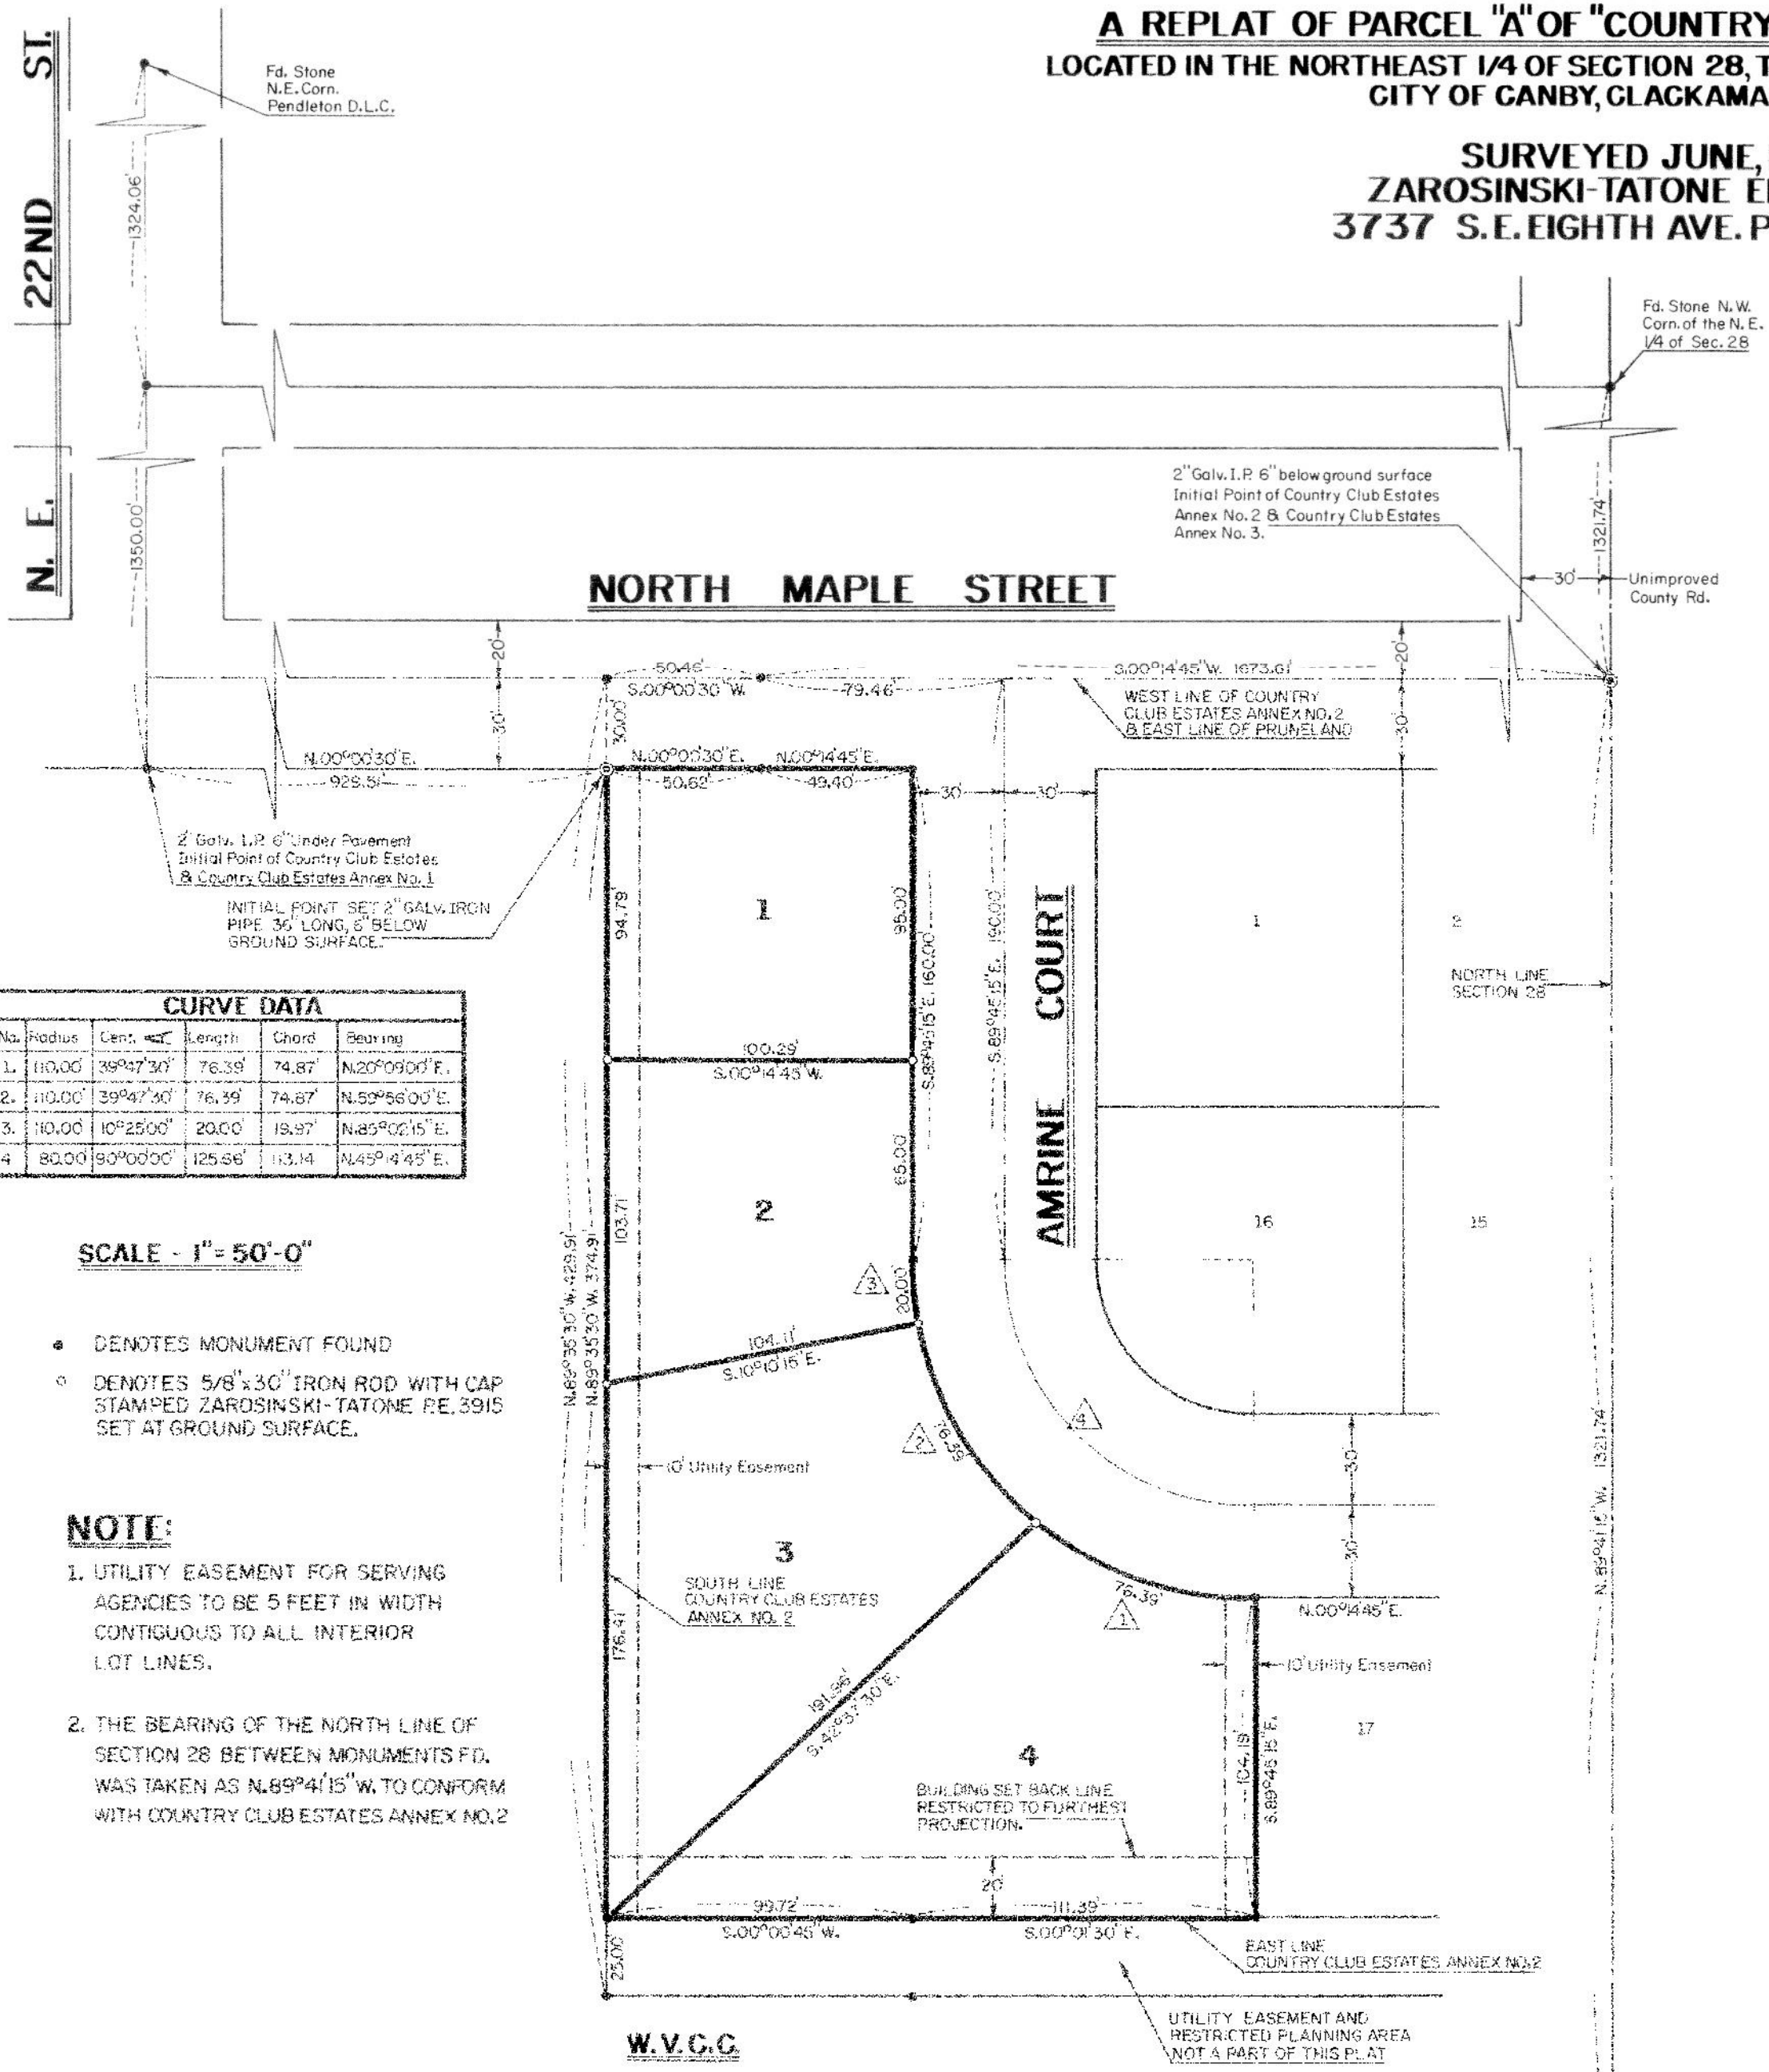 A REPLAT OF PARCEL "A" OF "COUNTRY
LOCATED IN THE NORTHEAST 1/4 OF SECTION 28, T
CITY OF CANBY, CLACKAMA
SURVEYED JUNE,
ZAROSINSKI-TATONE E
3737 S.E. EIGHTH AVE. P
N. E. 22ND ST.
Fd. Stone
N.E. Corn.
Pendleton D.L.C.
1324.06'
1350.00'
Fd. Stone N.W.
Corn. of the N.E.
1/4 of Sec. 28
2" Galv. I.P. 6" below ground surface
Initial Point of Country Club Estates
Annex No. 2 & Country Club Estates
Annex No. 3.
1321.74'
30'
Unimproved
County Rd.
NORTH MAPLE STREET
20'
30'
50.46'
S.00°00'30"W.
79.46'
S.00°14'45"W. 1673.61'
20'
30'
WEST LINE OF COUNTRY
CLUB ESTATES ANNEX NO. 2
& EAST LINE OF PRUNELAND
30.00'
N.00°00'30"E.
929.51'
N.00°00'30"E. N.00°14'45"E.
50.62' 49.40'
30' 30'
2" Galv. I.P. 6" Under Pavement
Initial Point of Country Club Estates
& Country Club Estates Annex No. 1
INITIAL POINT SET 2" GALV. IRON
PIPE 36" LONG, 6" BELOW
GROUND SURFACE.
94.79'
1
95.00'
S.89°45'15"E. 160.00'
S.89°45'15"E. 190.00'
AMRINE COURT
1
2
NORTH LINE
SECTION 28
100.29'
S.00°14'45"W.
CURVE DATA
No. Radius Cent. Length Chord Bearing
1. 110.00' 39°47'30" 76.39' 74.87' N.20°09'00"E.
2. 110.00' 39°47'30" 76.39' 74.87' N.59°56'00"E.
3. 110.00' 10°25'00" 20.00' 19.97' N.85°02'15"E.
4 80.00' 90°00'00" 125.66' 113.14 N.45°14'45"E.
SCALE - 1" = 50'-0"
103.71'
2
65.00'
16
15
3
20.00'
104.11'
S.10°10'15"E.
N.89°35'30"W. 429.91'
N.89°35'30"W. 374.91'
DENOTES MONUMENT FOUND
DENOTES 5/8"x30" IRON ROD WITH CAP
STAMPED ZAROSINSKI-TATONE P.E. 3915
SET AT GROUND SURFACE.
2
76.39'
4
10' Utility Easement
30'
30'
N.89°41'15"W. 1321.74'
NOTE:
1. UTILITY EASEMENT FOR SERVING
AGENCIES TO BE 5 FEET IN WIDTH
CONTIGUOUS TO ALL INTERIOR
LOT LINES.
2. THE BEARING OF THE NORTH LINE OF
SECTION 28 BETWEEN MONUMENTS FD.
WAS TAKEN AS N.89°41'15"W. TO CONFORM
WITH COUNTRY CLUB ESTATES ANNEX NO. 2
3
SOUTH LINE
COUNTRY CLUB ESTATES
ANNEX NO. 2
176.41'
76.39'
1
N.00°14'45"E.
10' Utility Easement
191.96'
S.42°37'30"E.
4
104.19'
S.89°45'15"E.
17
BUILDING SET BACK LINE
RESTRICTED TO FURTHEST
PROJECTION.
20'
99.72'
S.00°00'45"W.
111.39'
S.00°01'30"E.
25.00'
EAST LINE
COUNTRY CLUB ESTATES ANNEX NO. 2
UTILITY EASEMENT AND
RESTRICTED PLANNING AREA
NOT A PART OF THIS PLAT
W.V.C.C.